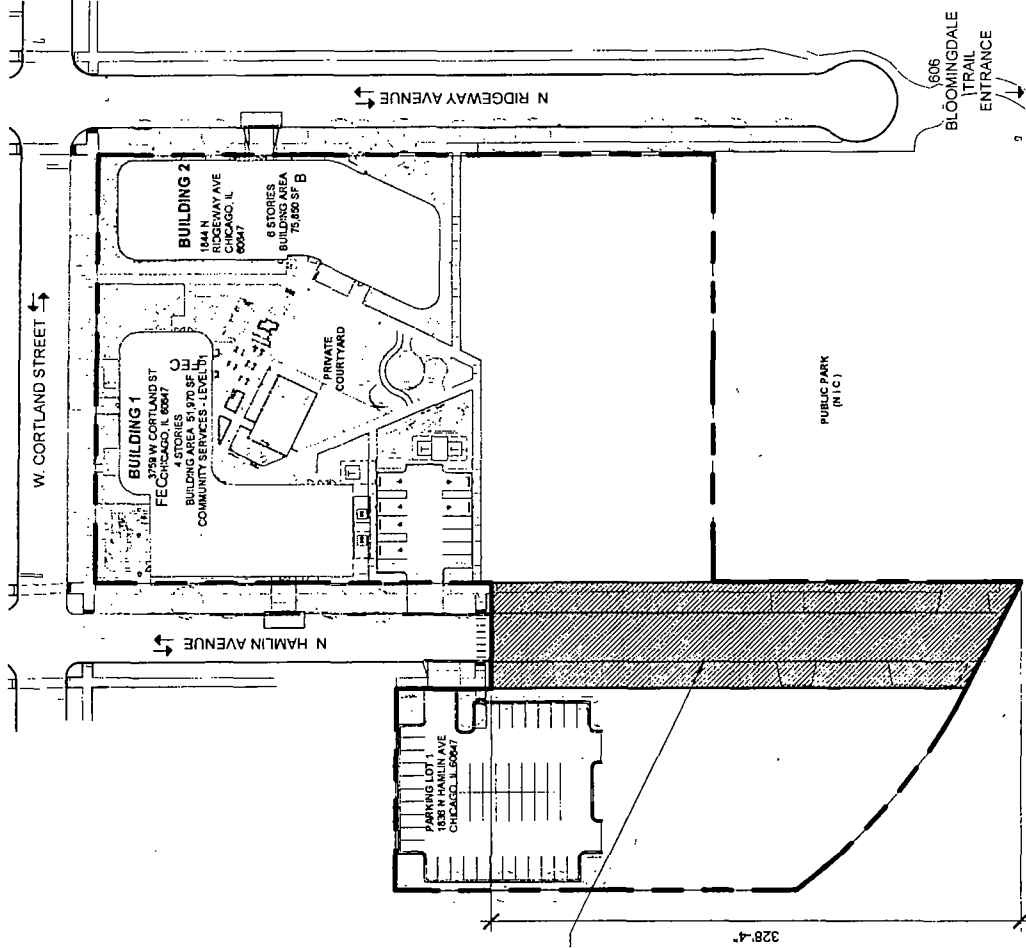 W. CORTLAND STREET
N RIDGEWAY AVENUE
606
BLOOMINGDALE
TRAIL
ENTRANCE
BUILDING 2
1844 N
RIDGEWAY AVE
CHICAGO, IL
60647
6 STORIES
BUILDING AREA
75,850 SF
B
BUILDING 1
3759 W CORTLAND ST
CHICAGO, IL 60647
FEC
4 STORIES
BUILDING AREA 51,970 SF
COMMUNITY SERVICES - LEVEL 01
FEC
PRIVATE
COURTYARD
PUBLIC PARK
(N I C)
N HAMLIN AVENUE
PARKING LOT 1
1836 N HAMLIN AVE
CHICAGO, IL 60647
328'-4"